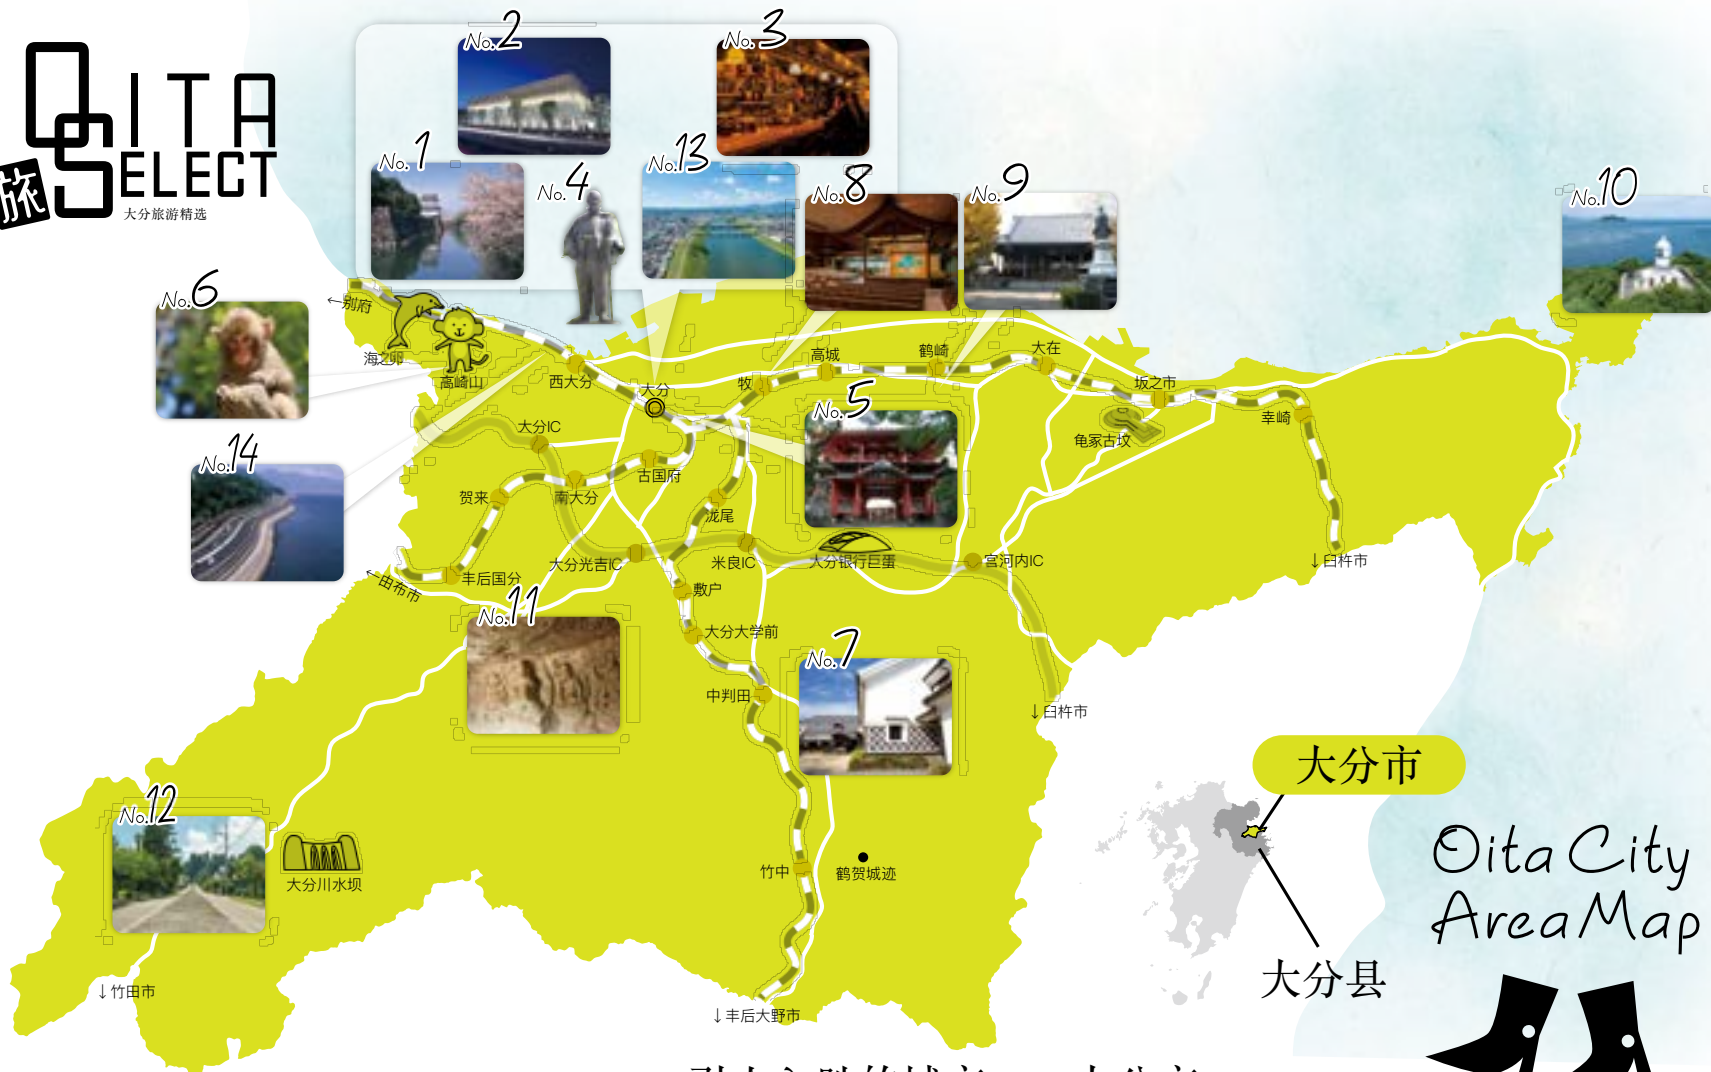 OITA
SELECT
旅
大分旅游精选
No.1
No.2
No.3
No.4
No.13
No.8
No.9
No.10
No.6
No.14
No.5
No.11
No.7
No.12
←别府
海之卵
高崎山
西大分
大分
牧
高城
鹤崎
大在
坂之市
幸崎
龟冢古坟
大分IC
古国府
贺来
南大分
泷尾
大分光吉IC
米良IC
大分银行巨蛋
宫河内IC
↓臼杵市
←由布市
丰后国分
敷户
大分大学前
中判田
↓臼杵市
竹中
鹤贺城迹
大分川水坝
↓竹田市
↓丰后大野市
大分市
大分县
Oita City
Area Map